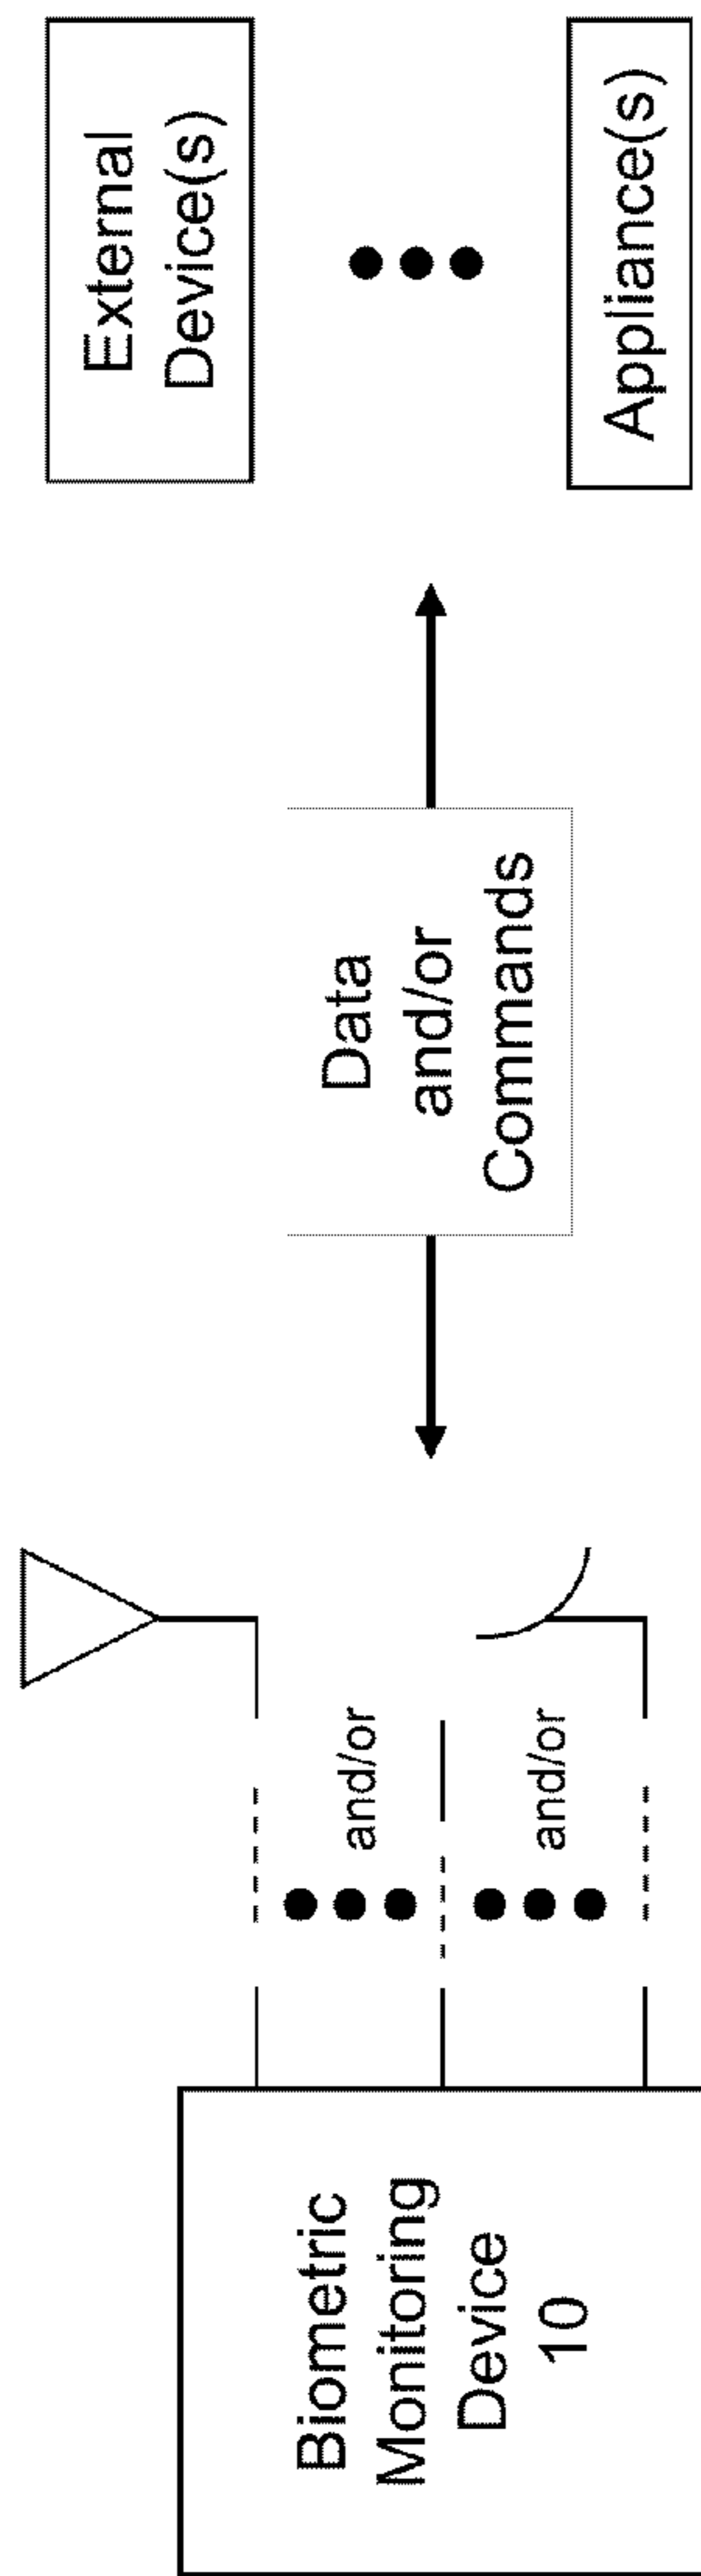 Biometric
Monitoring
Device
10
and/or
and/or
Data
and/or
Commands
External
Device(s)
Appliance(s)